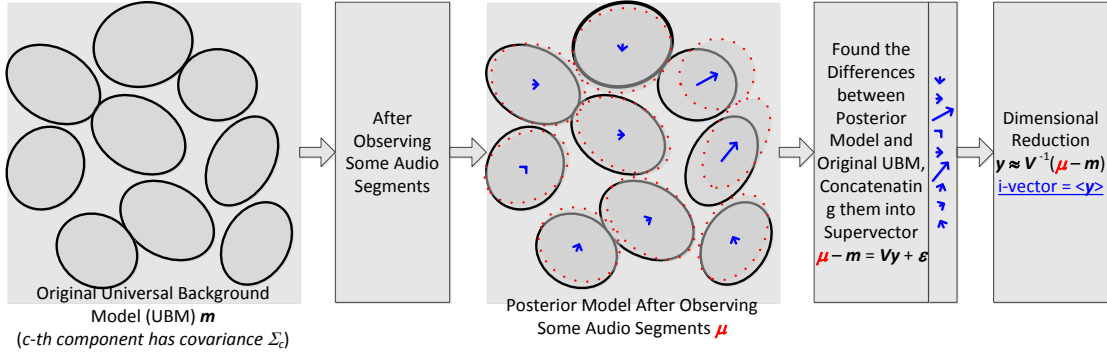 Original Universal Background
Model (UBM) m
(c-th component has covariance Σc)
After
Observing
Some Audio
Segments
Posterior Model After Observing
Some Audio Segments μ
Found the
Differences
between
Posterior
Model and
Original UBM,
Concatenatin
g them into
Supervector
μ – m = Vy + ε
Dimensional
Reduction
y ≈ V⁻¹(μ – m)
i-vector = <y>